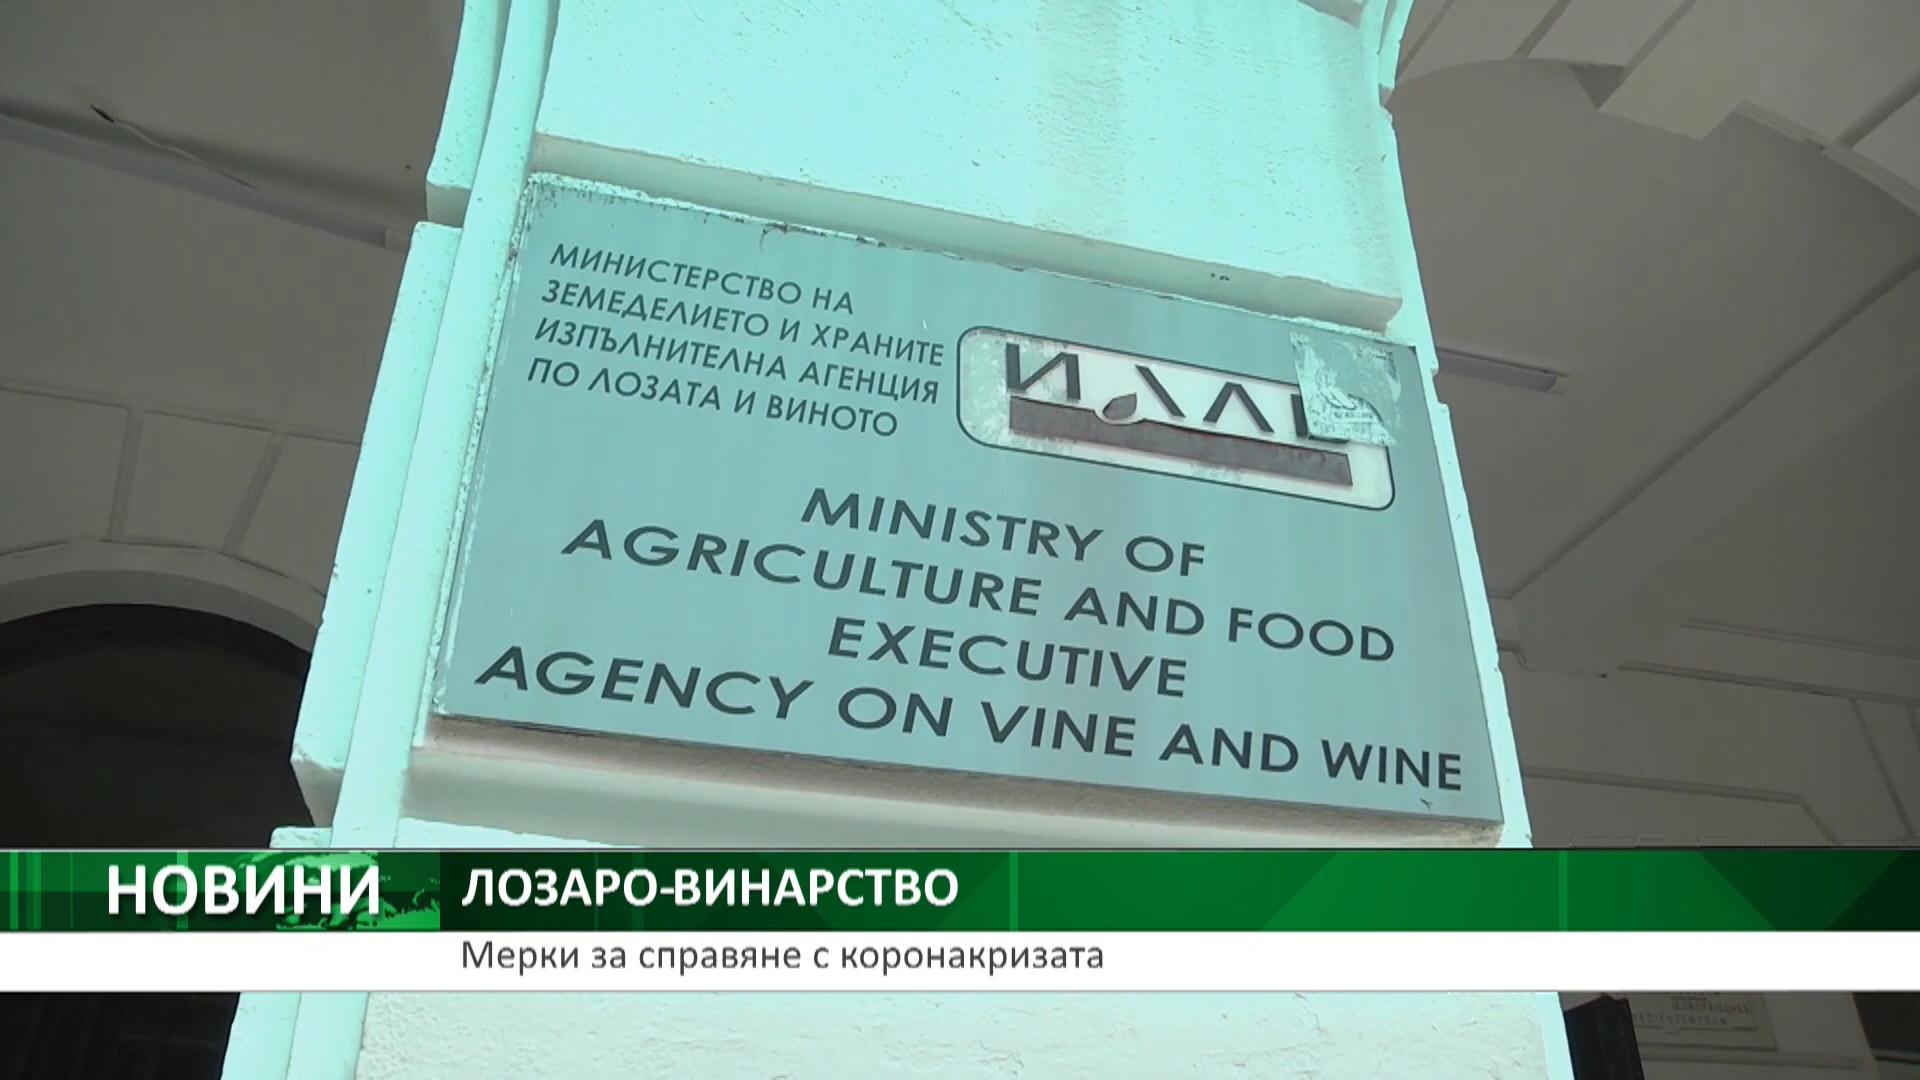 МИНИСТЕРСТВО НА
ЗЕМЕДЕЛИЕТО И ХРАНИТЕ
ИЗПЪЛНИТЕЛНА АГЕНЦИЯ
ПО ЛОЗАТА И ВИНОТО
ИАЛВ
MINISTRY OF
AGRICULTURE AND FOOD
EXECUTIVE
AGENCY ON VINE AND WINE
НОВИНИ
ЛОЗАРО-ВИНАРСТВО
Мерки за справяне с коронакризата